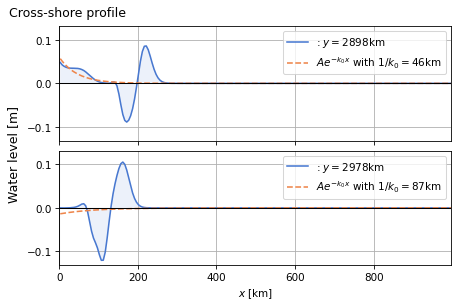 Cross-shore profile
Water level [m]
0.1
0.0
−0.1
: y = 2898km
Ae^{-k_0x} with 1/k_0 = 46km
0.1
0.0
−0.1
: y = 2978km
Ae^{-k_0x} with 1/k_0 = 87km
0 200 400 600 800
x [km]